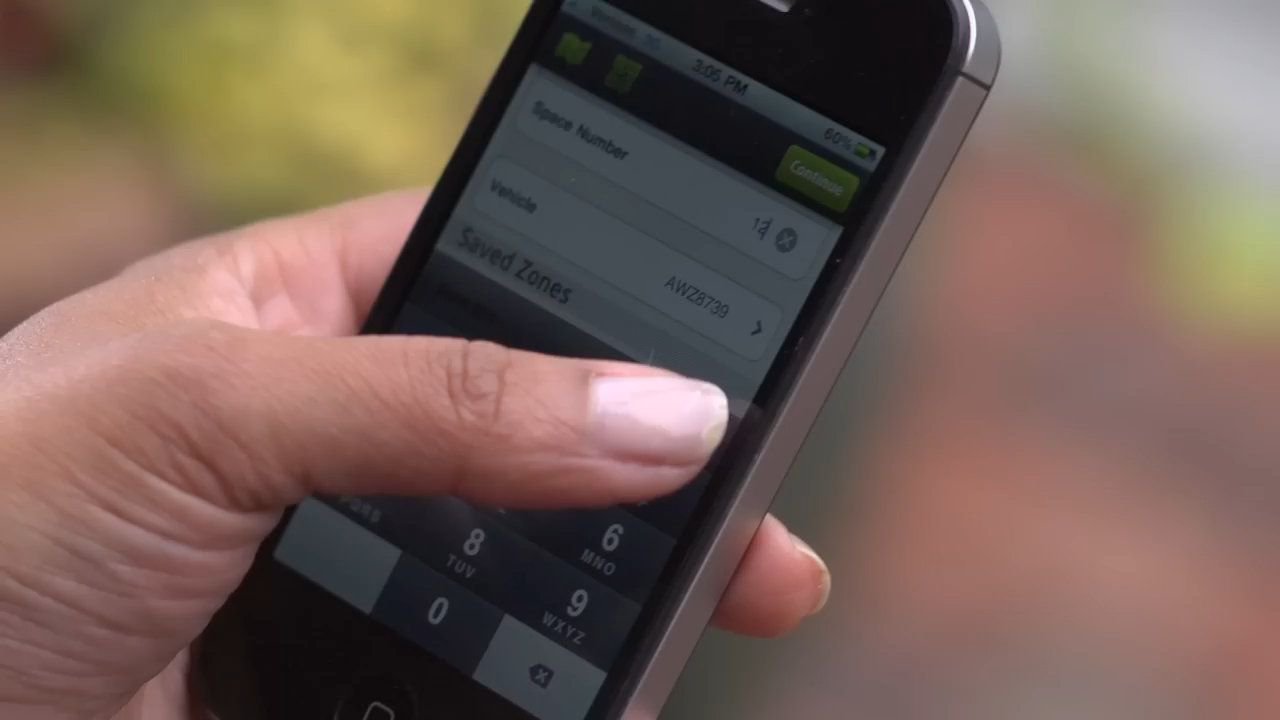 3:05 PM
60%
Continue
Space Number
12
Vehicle
AWZ8739
Saved Zones
6
MNO
8
TUV
9
WXYZ
0